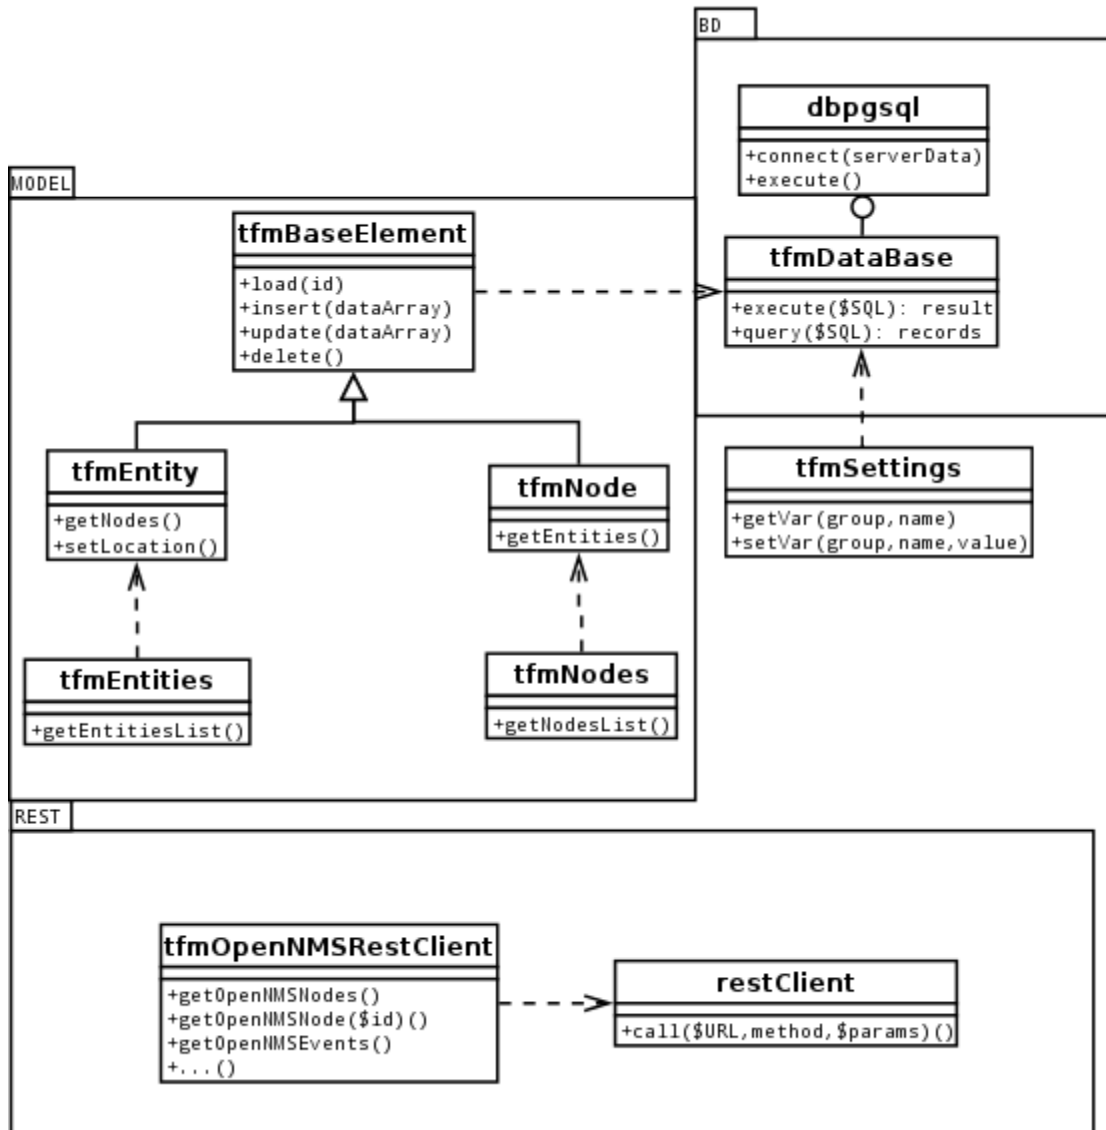 BD
dbpgsql
+connect(serverData)
+execute()
MODEL
tfmBaseElement
+load(id)
+insert(dataArray)
+update(dataArray)
+delete()
tfmDataBase
+execute($SQL): result
+query($SQL): records
tfmEntity
+getNodes()
+setLocation()
tfmNode
+getEntities()
tfmSettings
+getVar(group,name)
+setVar(group,name,value)
tfmEntities
+getEntitiesList()
tfmNodes
+getNodesList()
REST
tfmOpenNMSRestClient
+getOpenNMSNodes()
+getOpenNMSNode($id)()
+getOpenNMSEvents()
+...()
restClient
+call($URL,method,$params)()